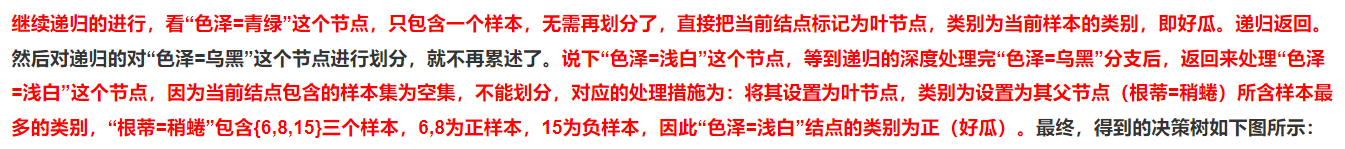 继续递归的进行，看“色泽=青绿”这个节点，只包含一个样本，无需再划分了，直接把当前结点标记为叶节点，类别为当前样本的类别，即好瓜。递归返回。
然后对递归的对“色泽=乌黑”这个节点进行划分，就不再累述了。说下“色泽=浅白”这个节点，等到递归的深度处理完“色泽=乌黑”分支后，返回来处理“色泽
=浅白”这个节点，因为当前结点包含的样本集为空集，不能划分，对应的处理措施为：将其设置为叶节点，类别为设置为其父节点（根蒂=稍蜷）所含样本最
多的类别，“根蒂=稍蜷”包含{6,8,15}三个样本，6,8为正样本，15为负样本，因此“色泽=浅白”结点的类别为正（好瓜）。最终，得到的决策树如下图所示：